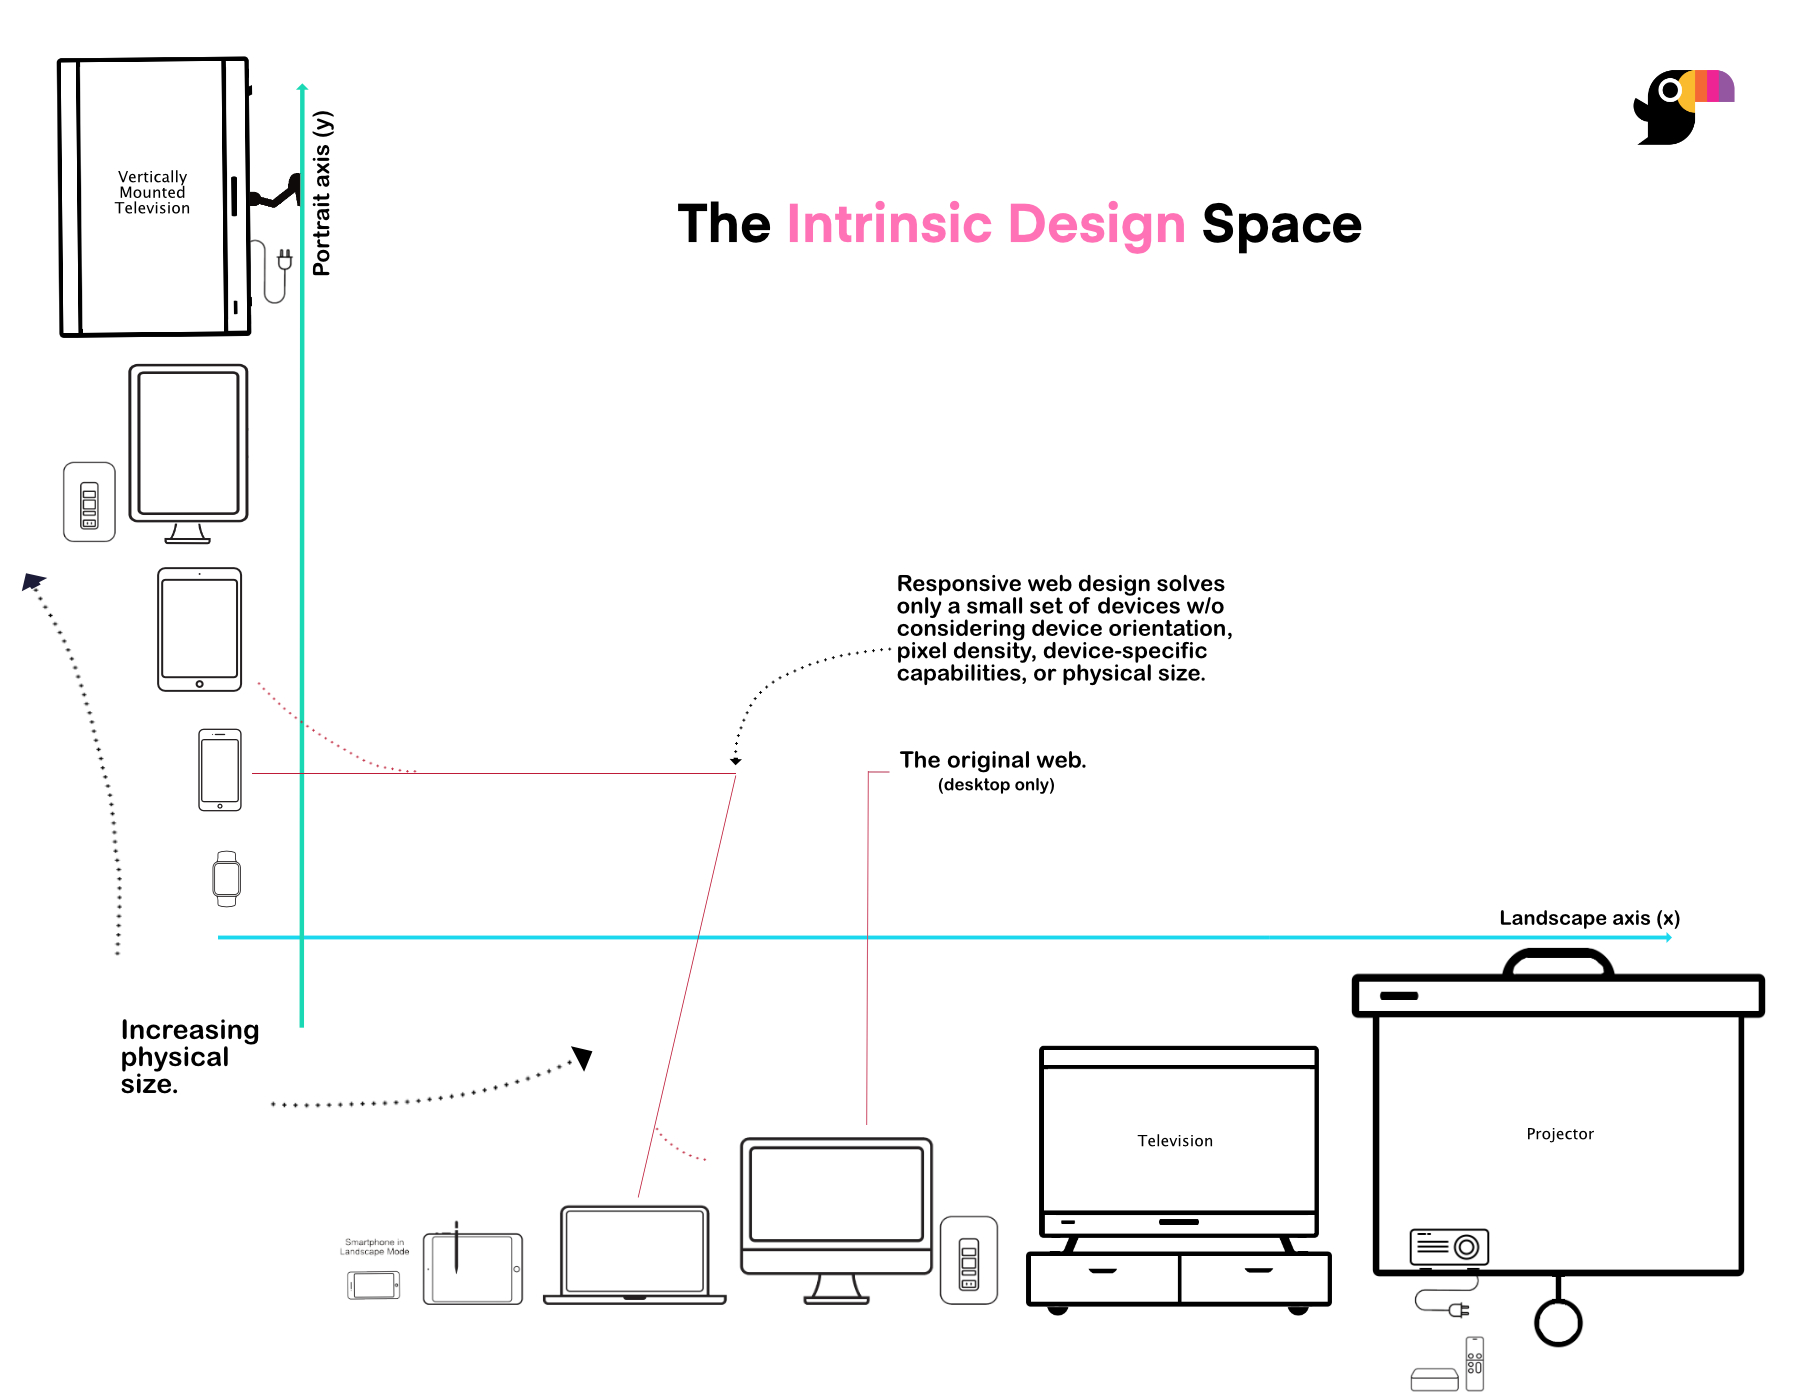 The Intrinsic Design Space
Vertically
Mounted
Television
Portrait axis (y)
Responsive web design solves
only a small set of devices w/o
considering device orientation,
pixel density, device-specific
capabilities, or physical size.
The original web.
(desktop only)
Landscape axis (x)
Increasing
physical
size.
Television
Projector
Smartphone in
Landscape Mode